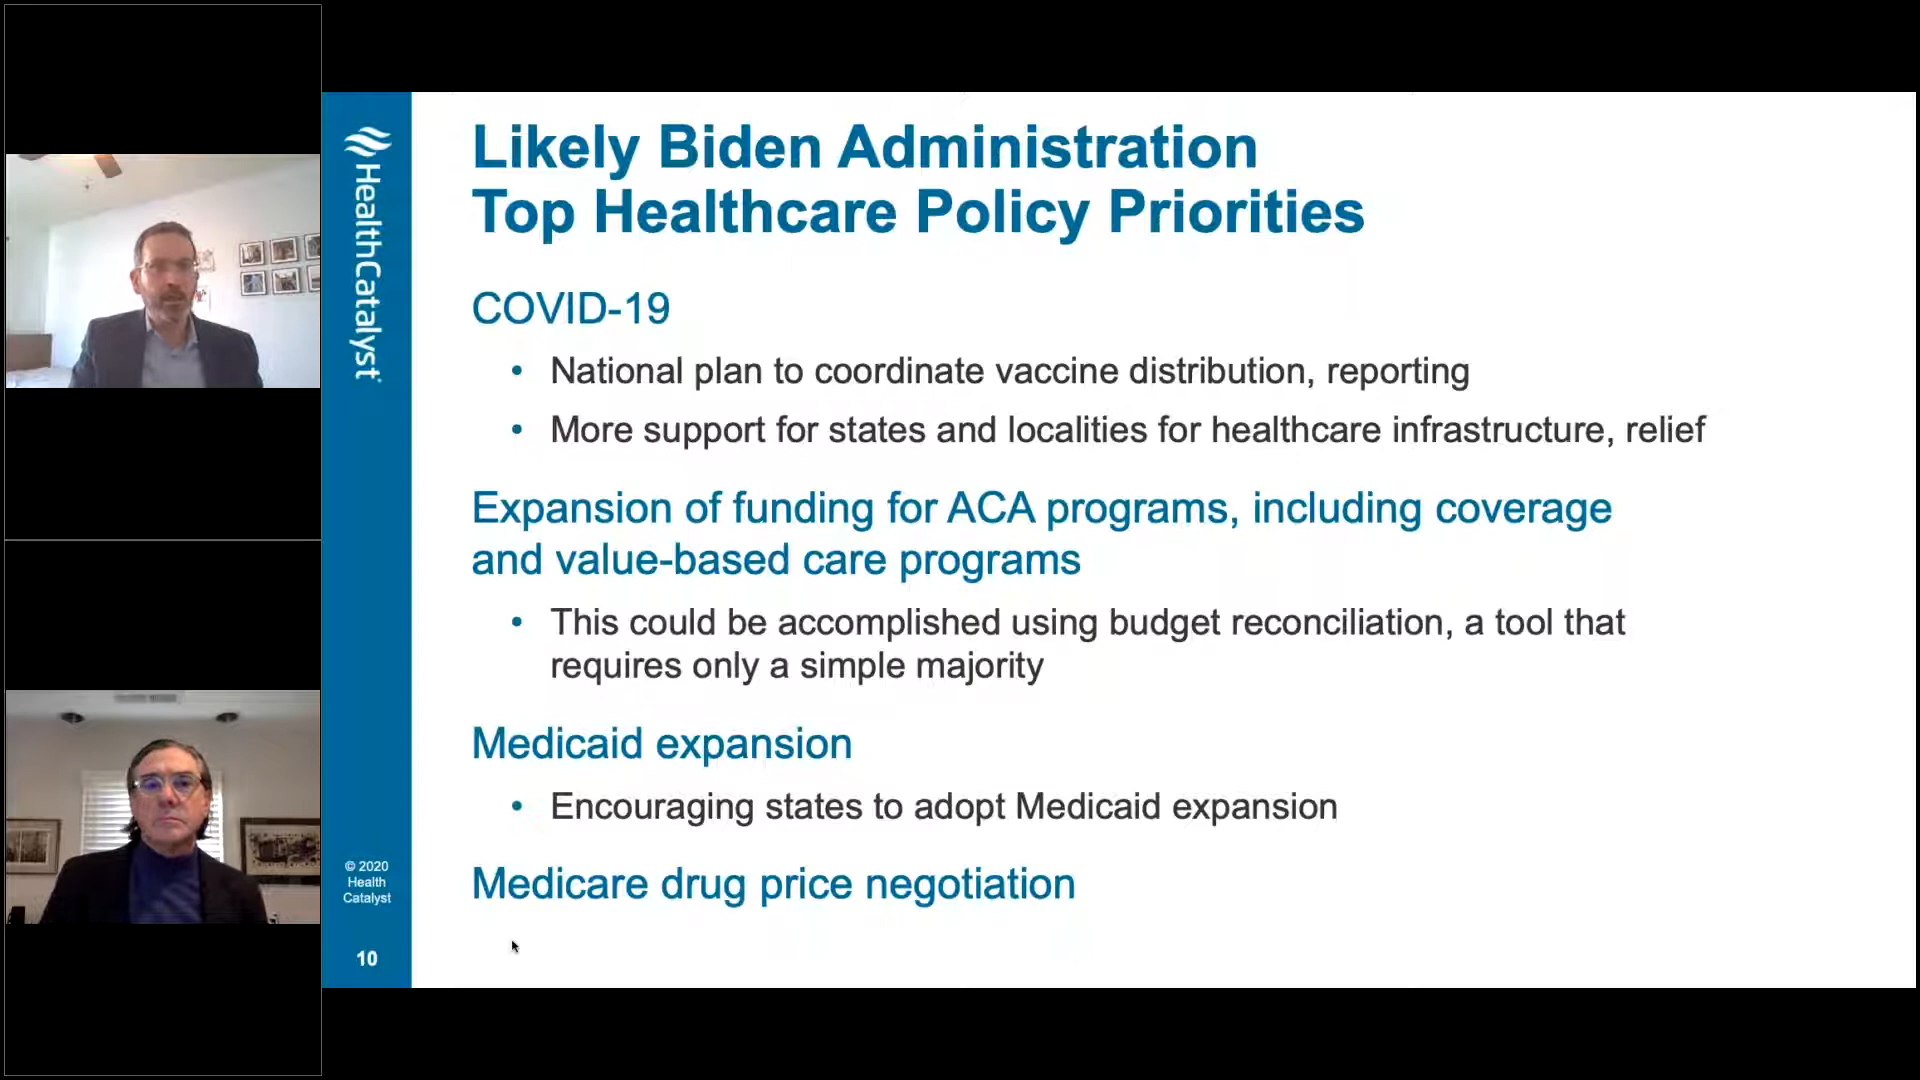 HealthCatalyst
Likely Biden Administration
Top Healthcare Policy Priorities
COVID-19
• National plan to coordinate vaccine distribution, reporting
• More support for states and localities for healthcare infrastructure, relief
Expansion of funding for ACA programs, including coverage
and value-based care programs
• This could be accomplished using budget reconciliation, a tool that
requires only a simple majority
Medicaid expansion
• Encouraging states to adopt Medicaid expansion
Medicare drug price negotiation
© 2020
Health
Catalyst
10